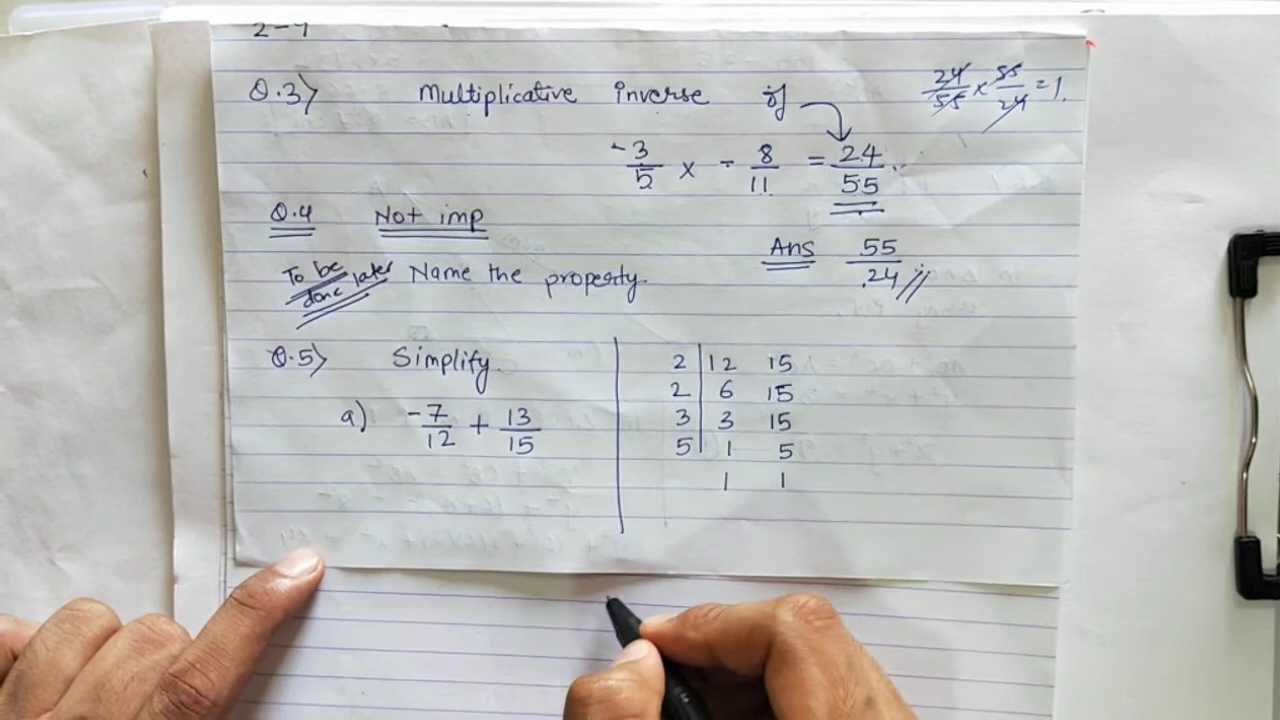 2-7
Q.3> Multiplicative inverse of
24/55 × 55/24 = 1.
-3/5 × -8/11 = 24/55
Q.4 Not imp
Ans 55/24
To be done later
Name the property.
Q.5> Simplify.
a) -7/12 + 13/15
2 | 12 15
2 | 6 15
3 | 3 15
5 | 1 5
1 1